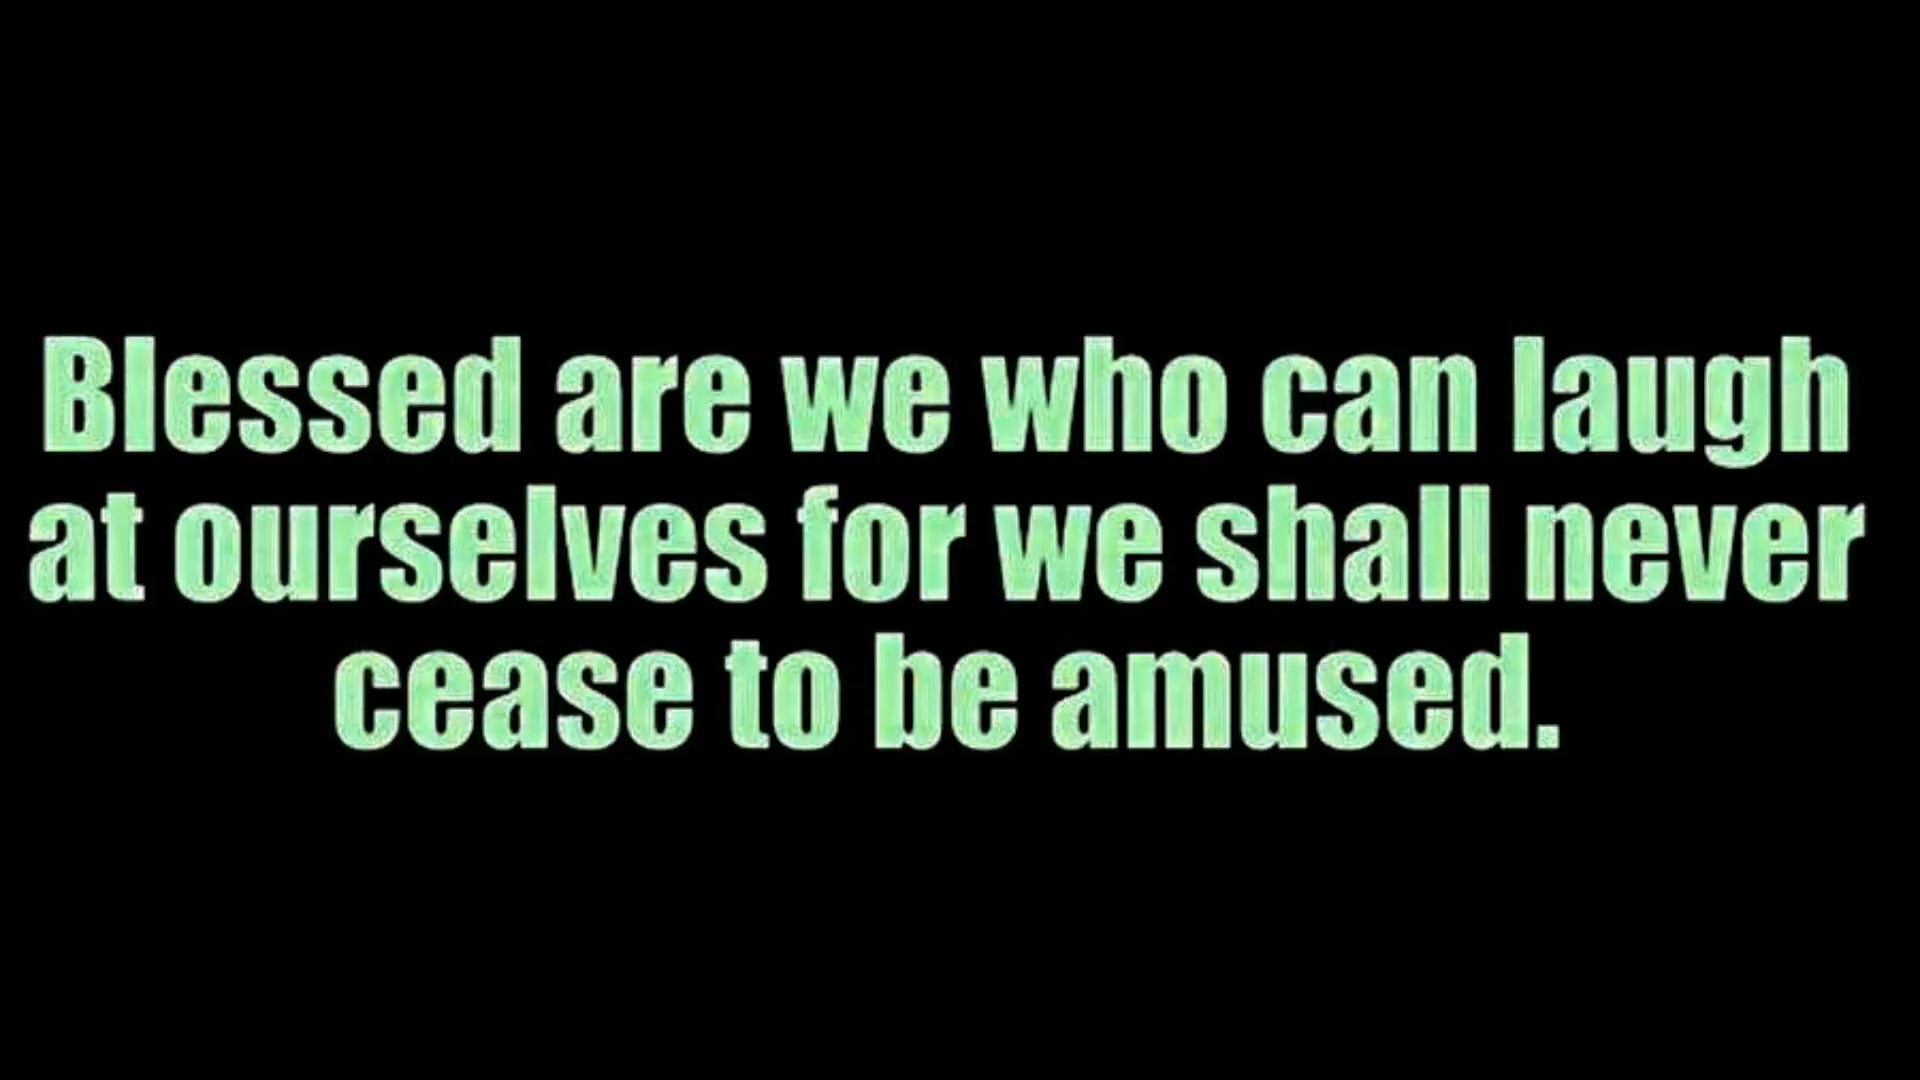 Blessed are we who can laugh
at ourselves for we shall never
cease to be amused.